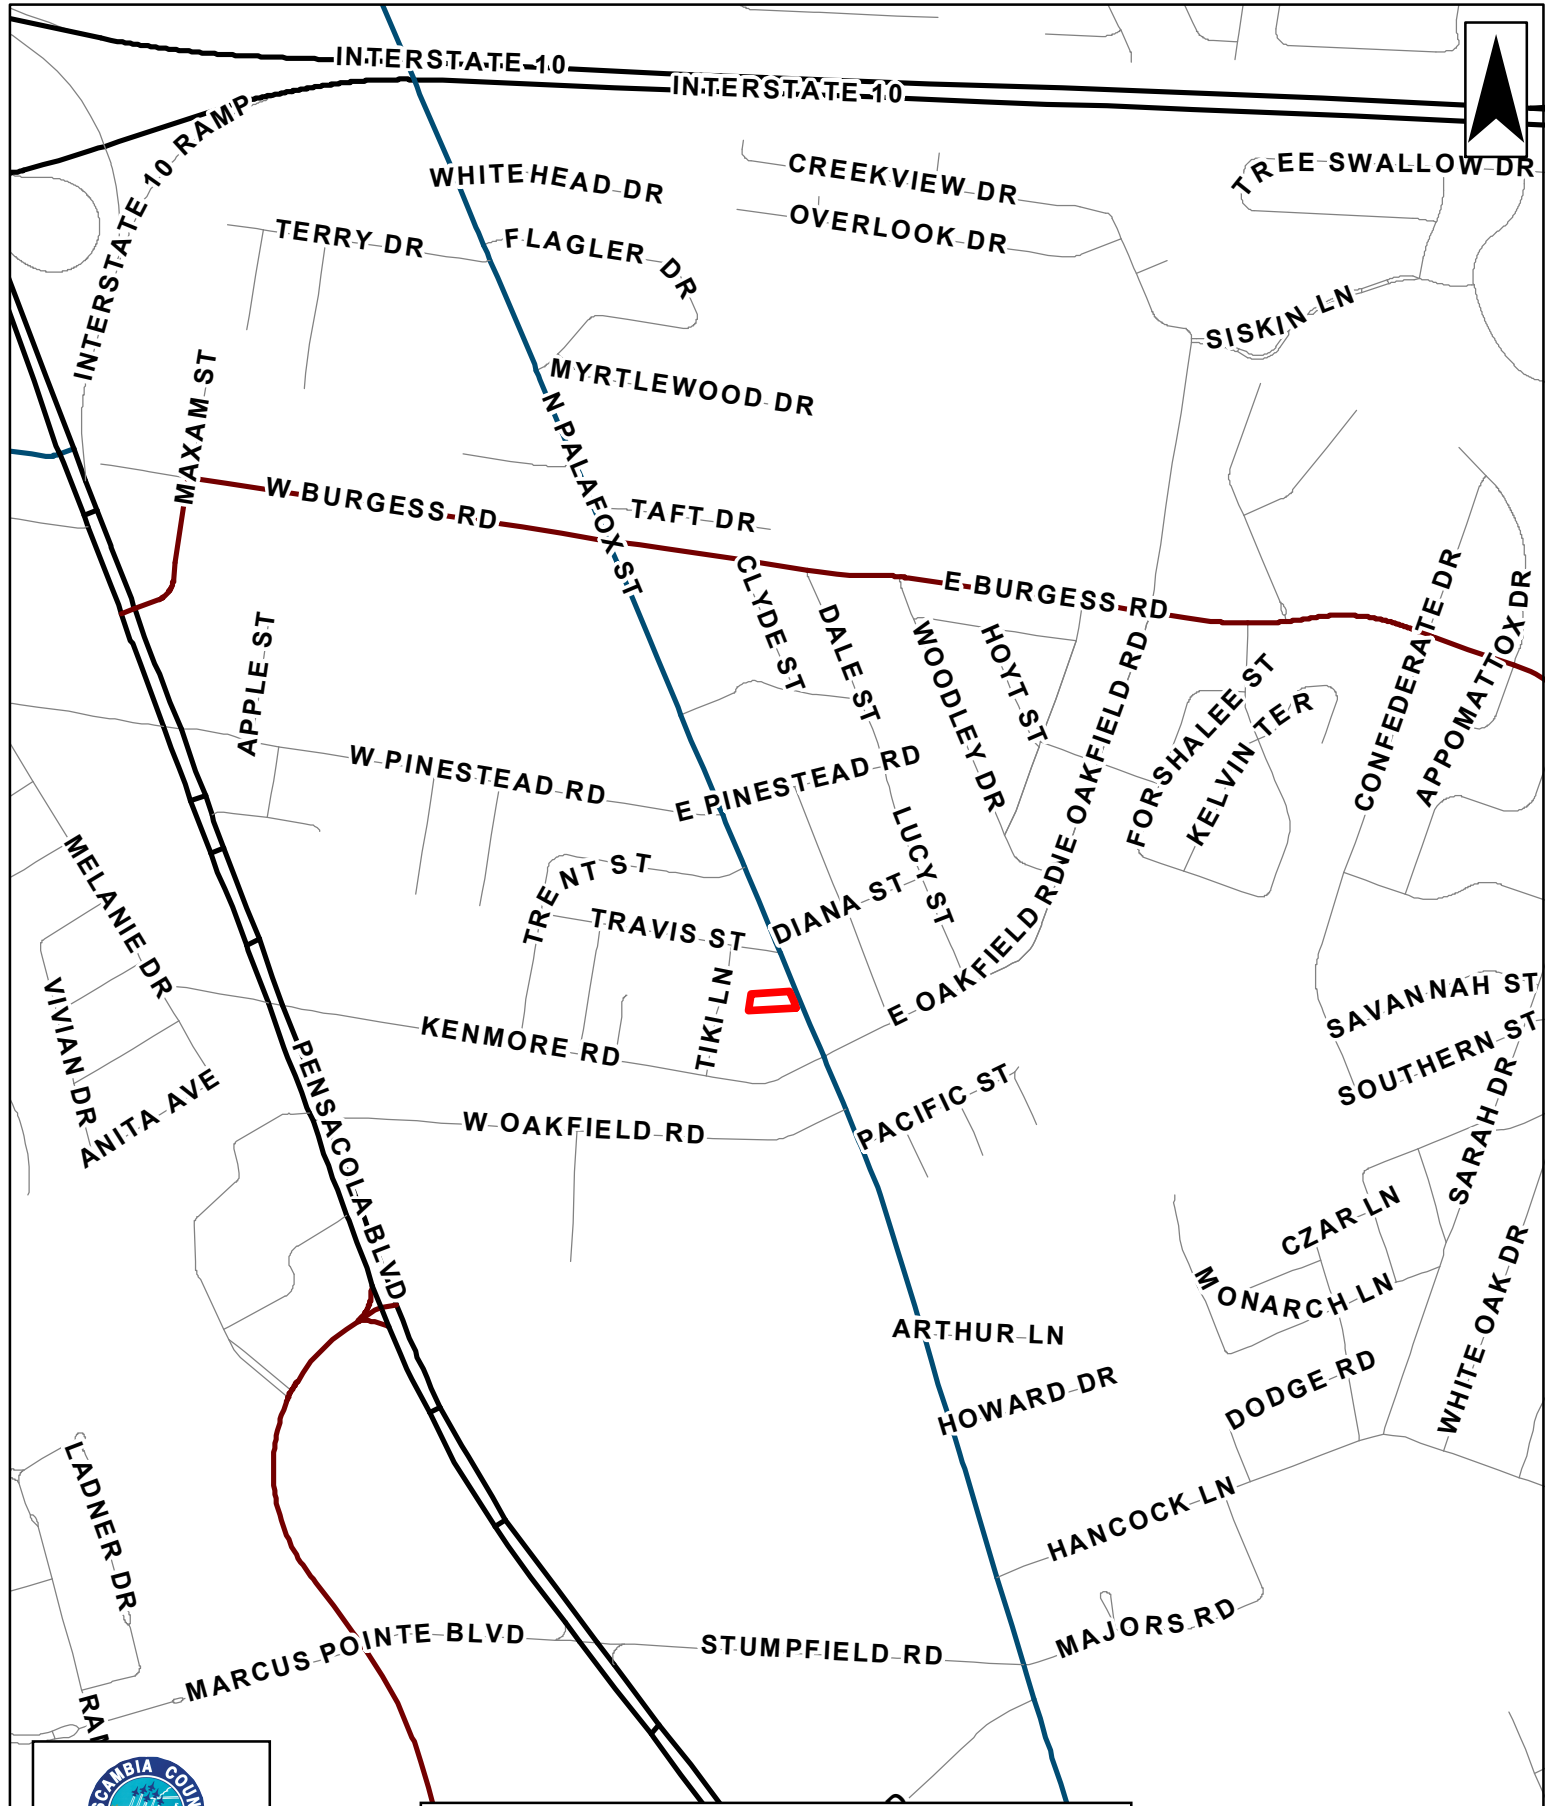 INTERSTATE 10
INTERSTATE 10
INTERSTATE 10 RAMP
WHITEHEAD DR
CREEKVIEW DR
TREE SWALLOW DR
OVERLOOK DR
TERRY DR
FLAGLER DR
SISKIN LN
MAXAM ST
MYRTLEWOOD DR
N PALAFOX ST
W BURGESS RD
TAFT DR
E BURGESS RD
CLYDE ST
DALE ST
WOODLEY DR
HOYT ST
CONFEDERATE DR
APPOMATTOX DR
APPLE ST
FORSHALEE ST
KELVIN TER
NE OAKFIELD RD
W PINESTEAD RD
E PINESTEAD RD
LUCY ST
MELANIE DR
TRENT ST
DIANA ST
TRAVIS ST
E OAKFIELD RD
TIKI LN
VIVIAN DR
KENMORE RD
SAVANNAH ST
SOUTHERN ST
PENSACOLA BLVD
ANITA AVE
PACIFIC ST
W OAKFIELD RD
SARAH DR
CZAR LN
MONARCH LN
WHITE OAK DR
ARTHUR LN
HOWARD DR
DODGE RD
LADNER DR
HANCOCK LN
MAJORS RD
MARCUS POINTE BLVD
STUMPFIELD RD